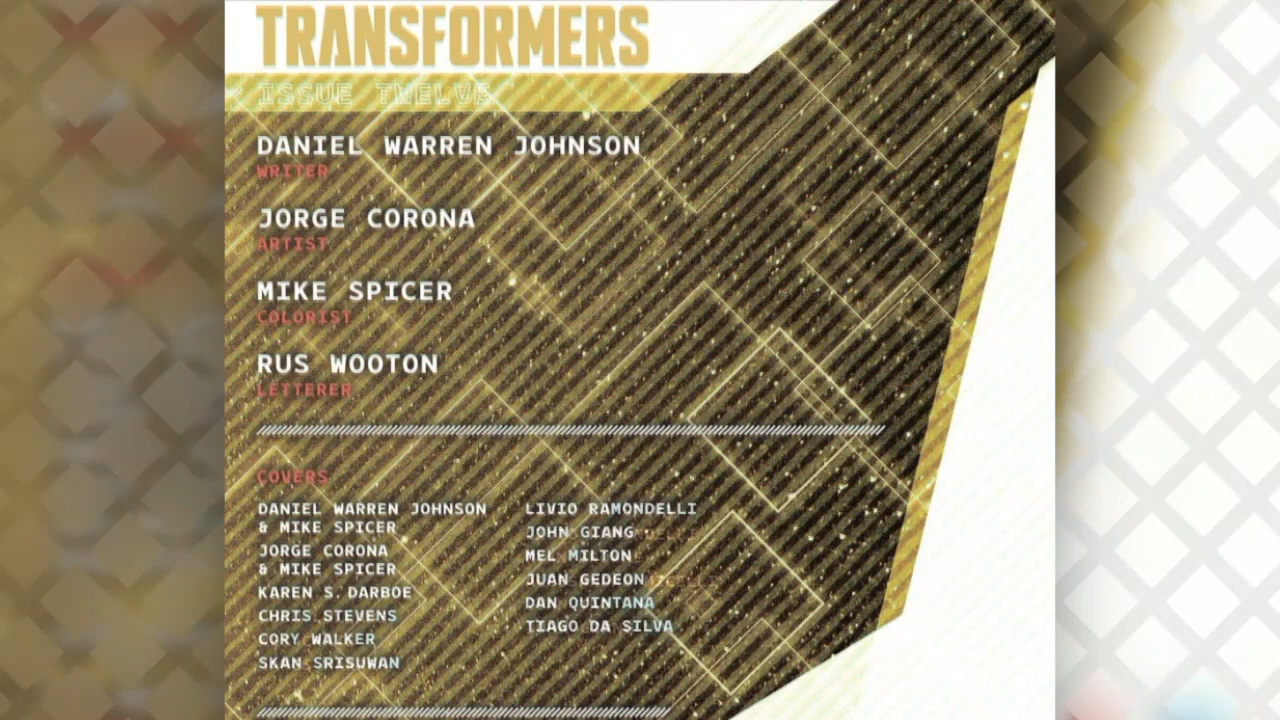 TRANSFORMERS
ISSUE TWELVE
DANIEL WARREN JOHNSON
WRITER
JORGE CORONA
ARTIST
MIKE SPICER
COLORIST
RUS WOOTON
LETTERER
COVERS
DANIEL WARREN JOHNSON
& MIKE SPICER
JORGE CORONA
& MIKE SPICER
KAREN S. DARBOE
CHRIS STEVENS
CORY WALKER
SKAN SRISUWAN
LIVIO RAMONDELLI
JOHN GIANG
MEL MILTON
JUAN GEDEON
DAN QUINTANA
TIAGO DA SILVA